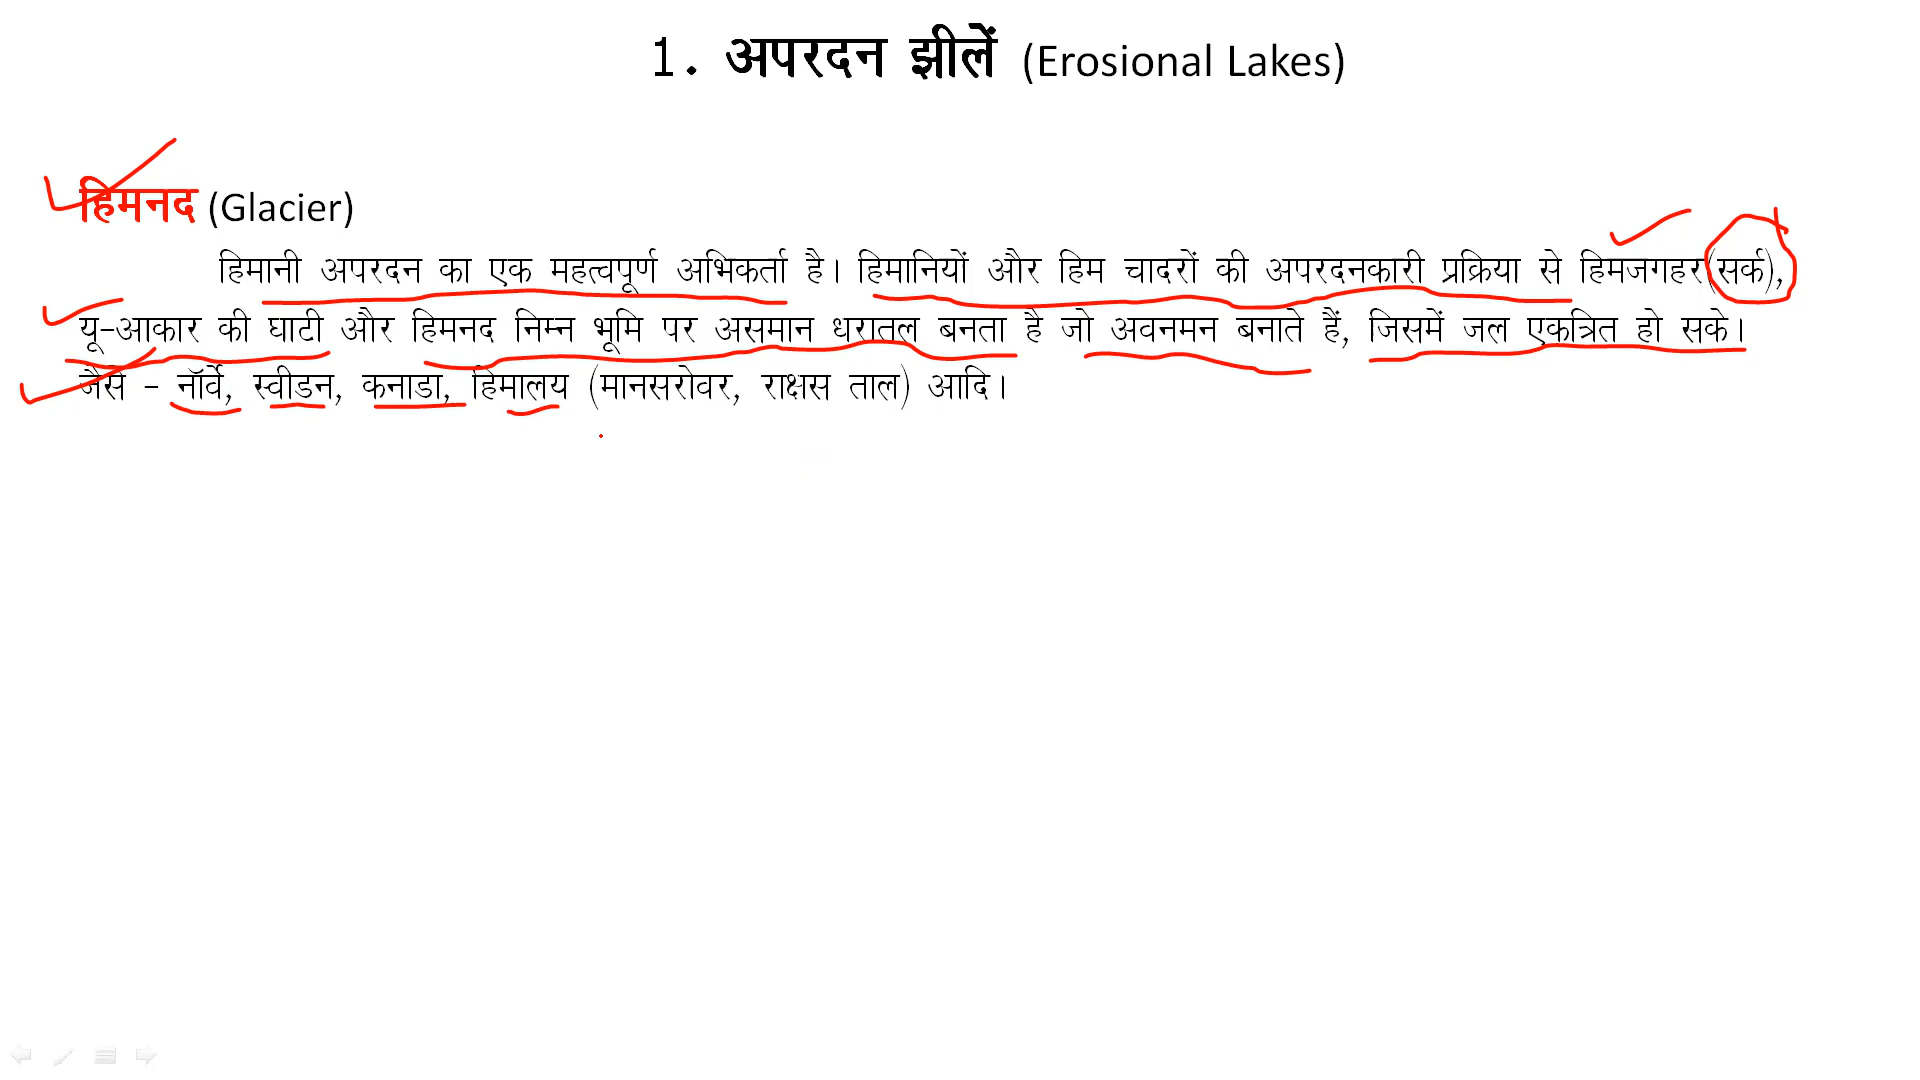 1. अपरदन झीलें (Erosional Lakes)
हिमनद (Glacier)
हिमानी अपरदन का एक महत्वपूर्ण अभिकर्ता है। हिमानियों और हिम चादरों की अपरदनकारी प्रक्रिया से हिमजगहर(सर्क),
यू-आकार की घाटी और हिमनद निम्न भूमि पर असमान धरातल बनता है जो अवनमन बनाते हैं, जिसमें जल एकत्रित हो सके।
जैसे - नॉर्वे, स्वीडन, कनाडा, हिमालय (मानसरोवर, राक्षस ताल) आदि।